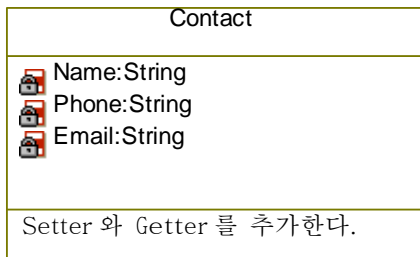 Contact
Name:String
Phone:String
Email:String
Setter 와 Getter 를 추가한다.